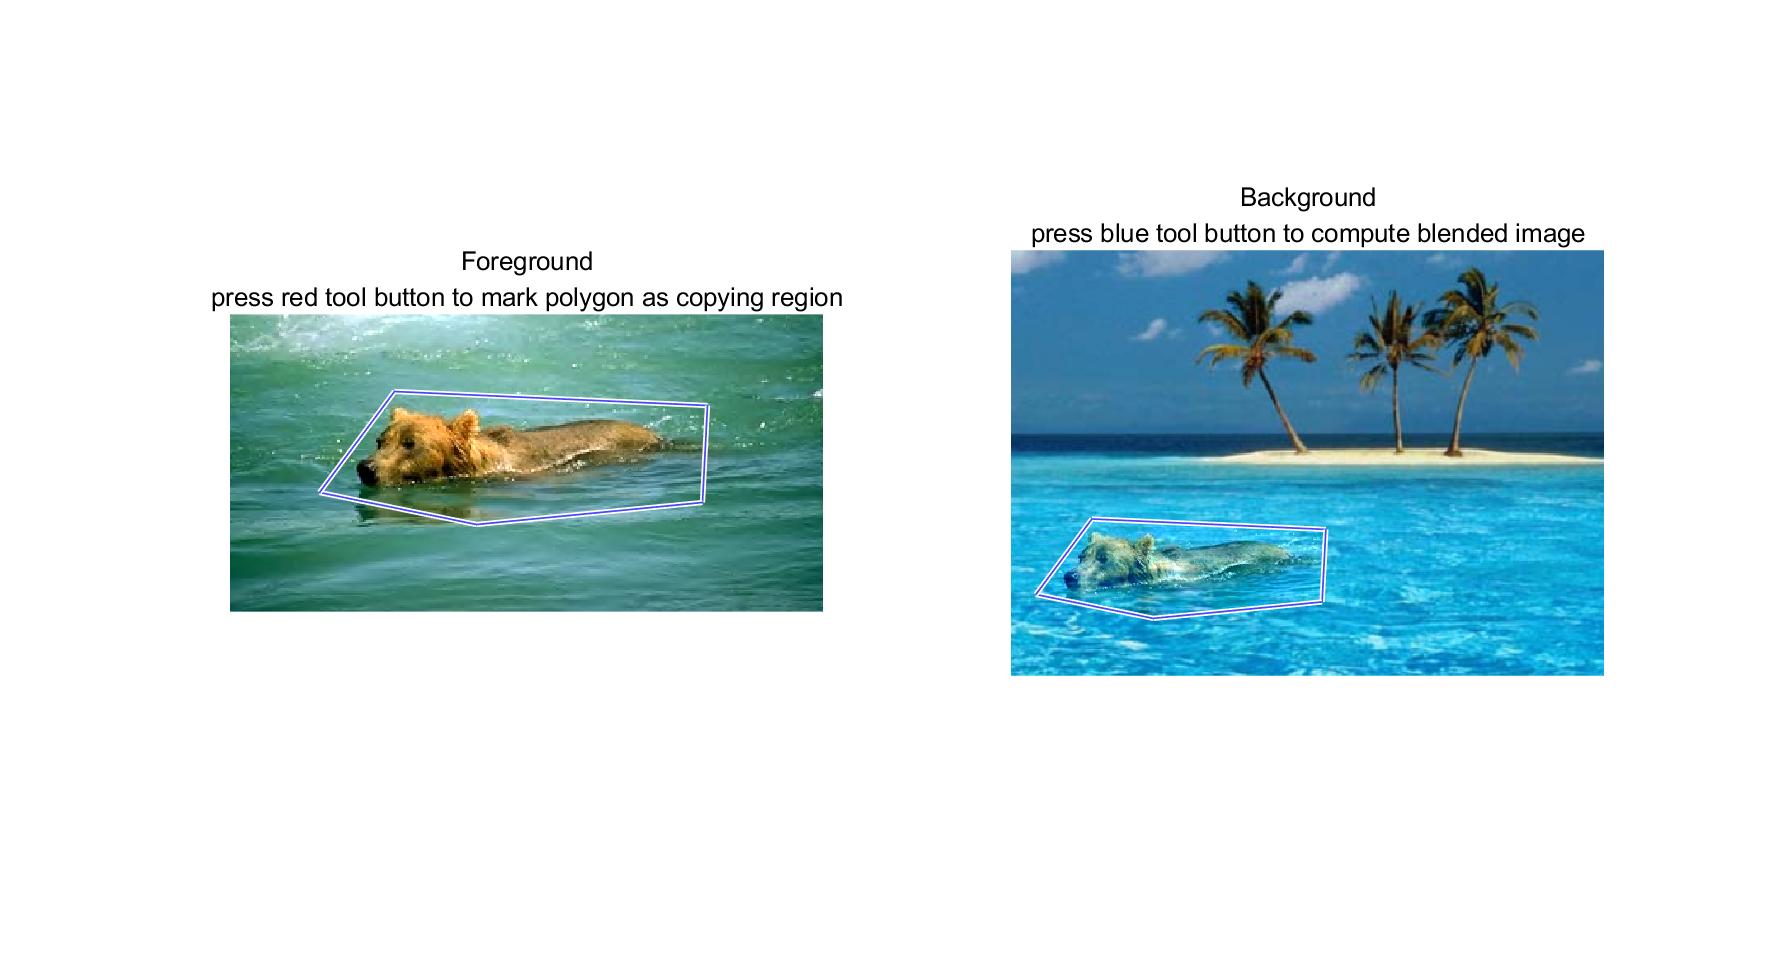 Foreground
press red tool button to mark polygon as copying region
Background
press blue tool button to compute blended image